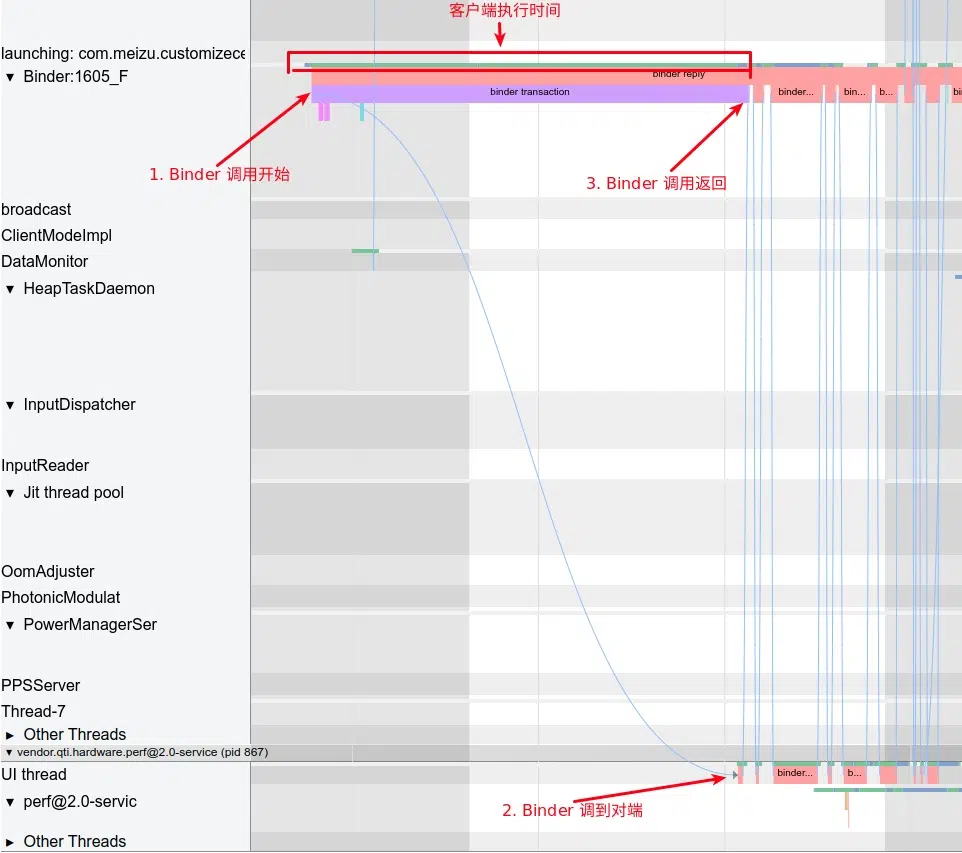 客户端执行时间
launching: com.meizu.customizece
▼ Binder:1605_F
binder reply
binder transaction
binder...
bin...
b...
bi
1. Binder 调用开始
3. Binder 调用返回
broadcast
ClientModeImpl
DataMonitor
▼ HeapTaskDaemon
▼ InputDispatcher
InputReader
▼ Jit thread pool
OomAdjuster
PhotonicModulat
▼ PowerManagerSer
PPSServer
Thread-7
► Other Threads
▼ vendor.qti.hardware.perf@2.0-service (pid 867)
UI thread
binder...
b...
▼ perf@2.0-servic
2. Binder 调到对端
► Other Threads